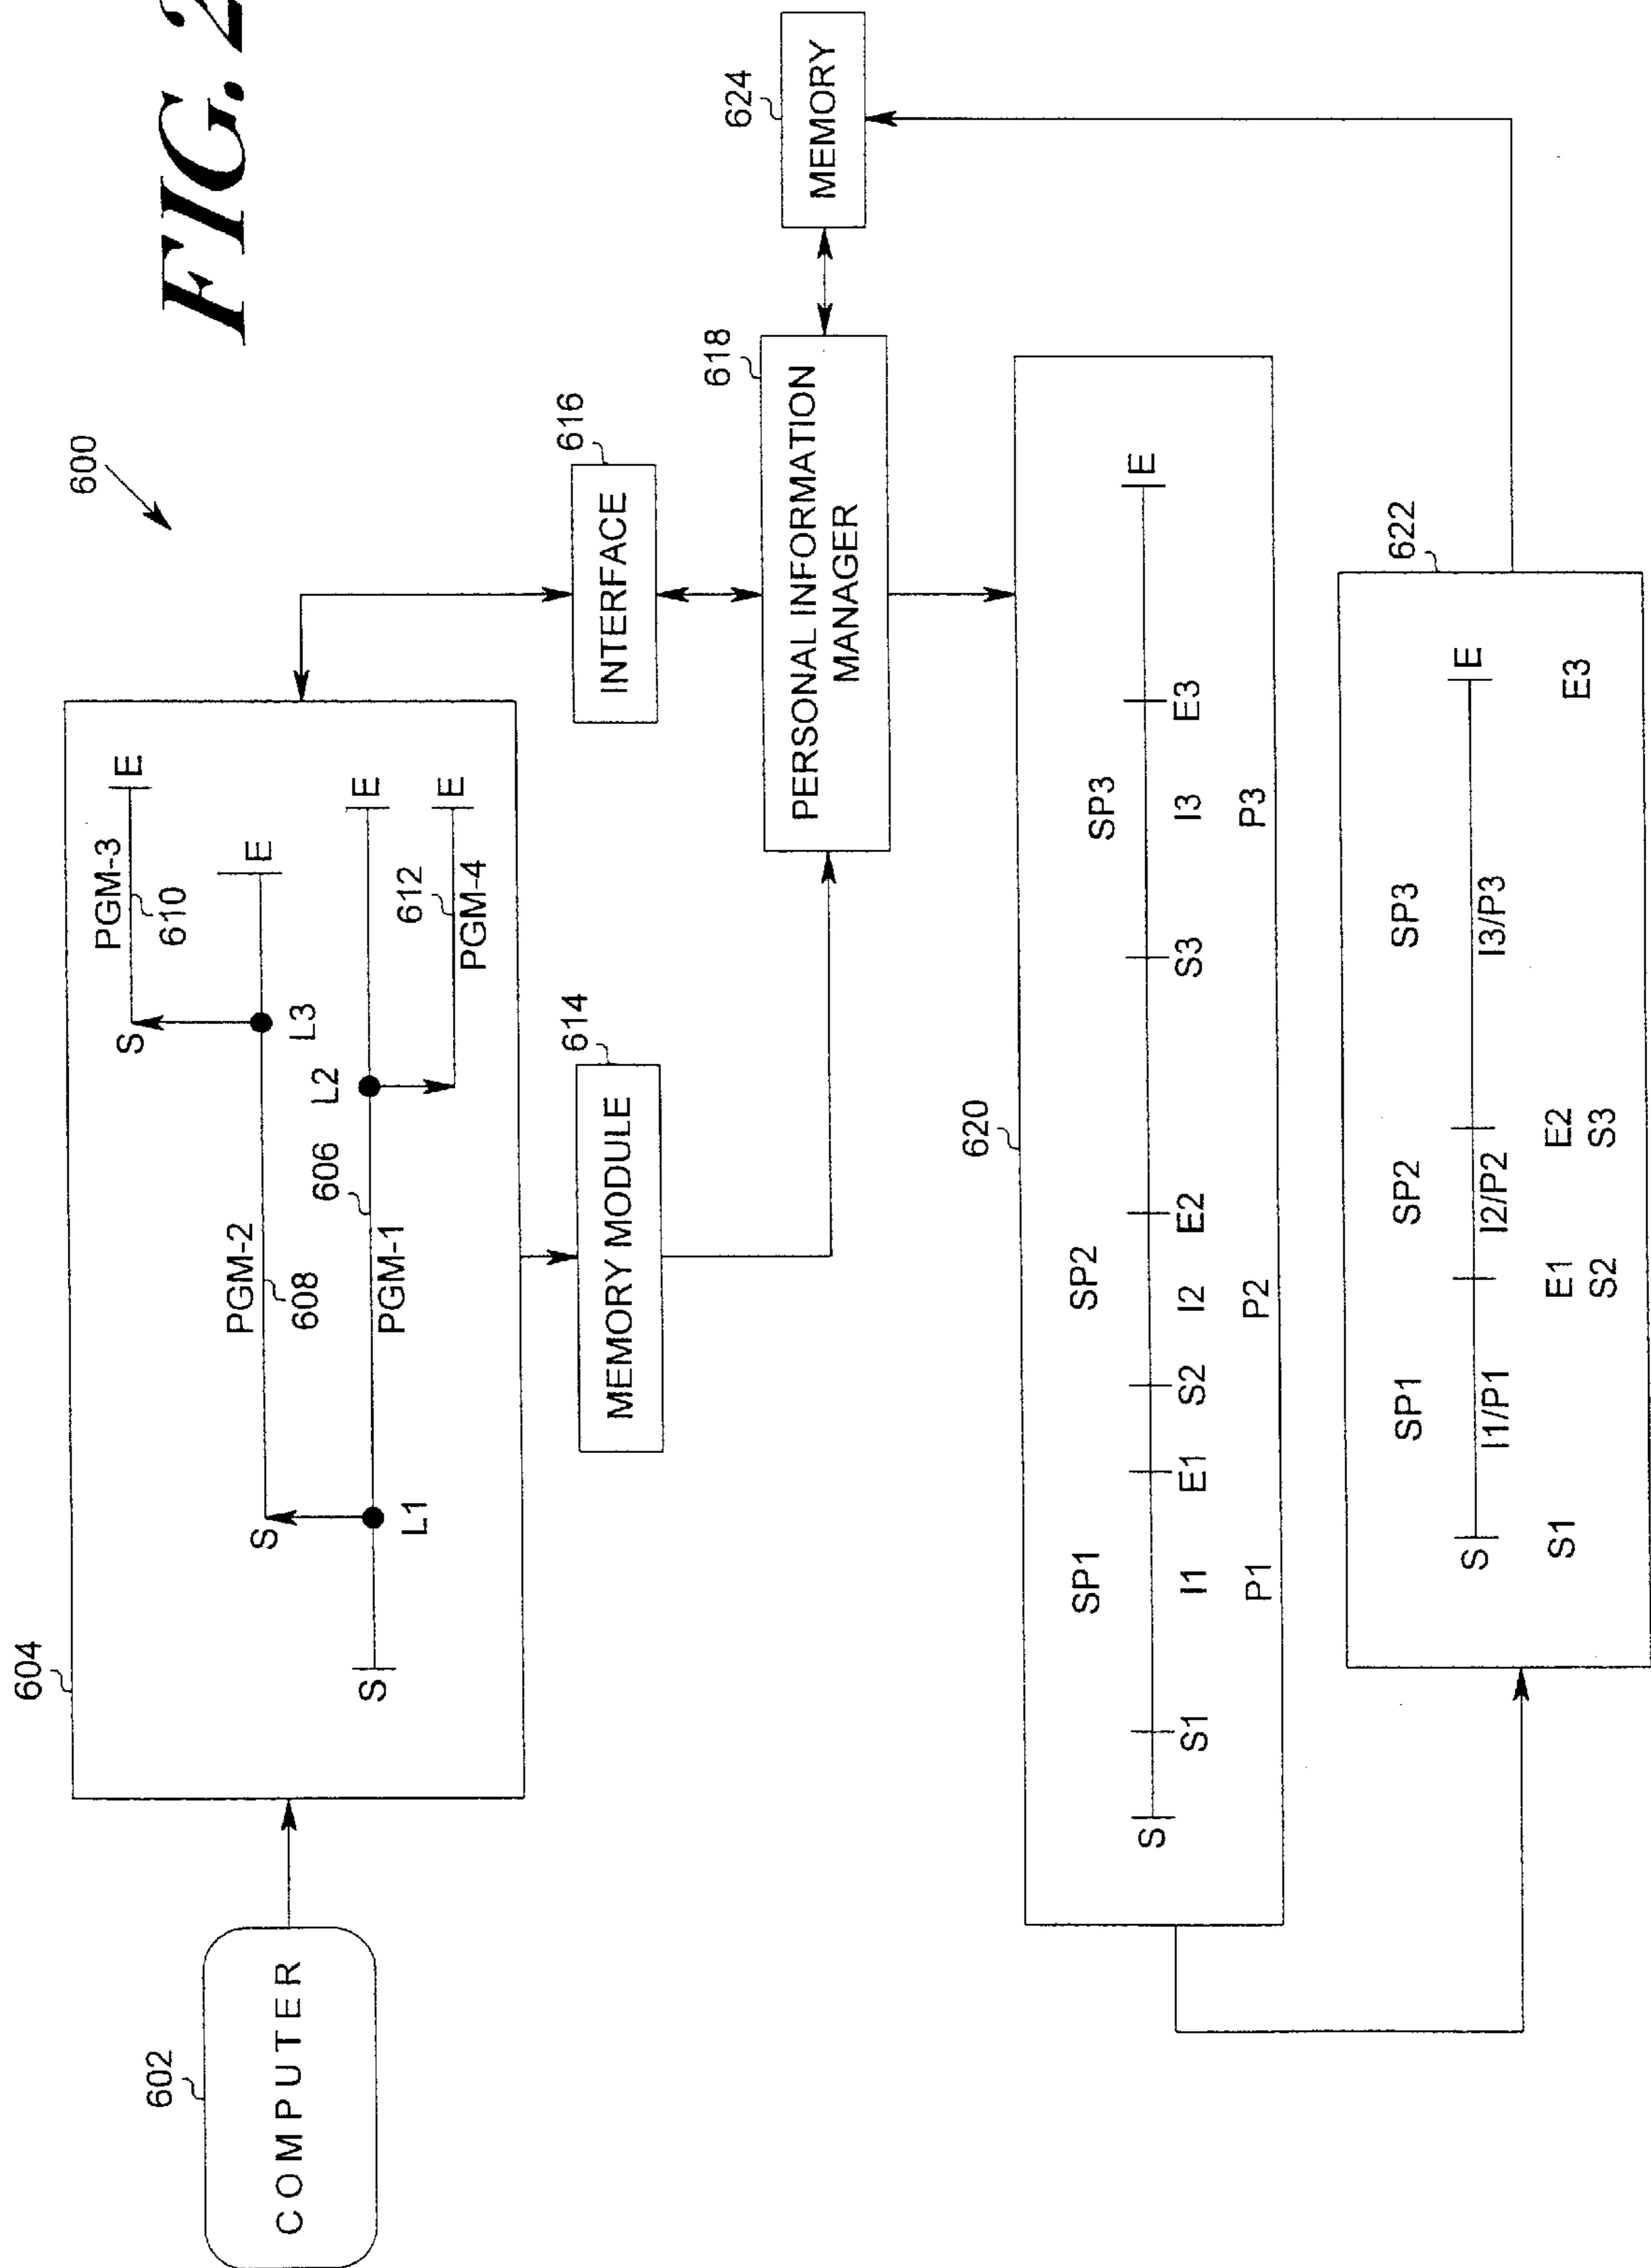 FIG. 2
600
602
COMPUTER
604
PGM-3
610
S
E
PGM-2
608
S
L3
E
606
PGM-1
S
L1
L2
E
612
PGM-4
E
614
MEMORY MODULE
616
INTERFACE
618
PERSONAL INFORMATION
MANAGER
624
MEMORY
620
SP1 SP2 SP3
S E
S1 I1 E1 S2 I2 E2 S3 I3 E3
P1 P2 P3
622
SP1 SP2 SP3
S E
I1/P1 I2/P2 I3/P3
S1 E1 E2 E3
S2 S3